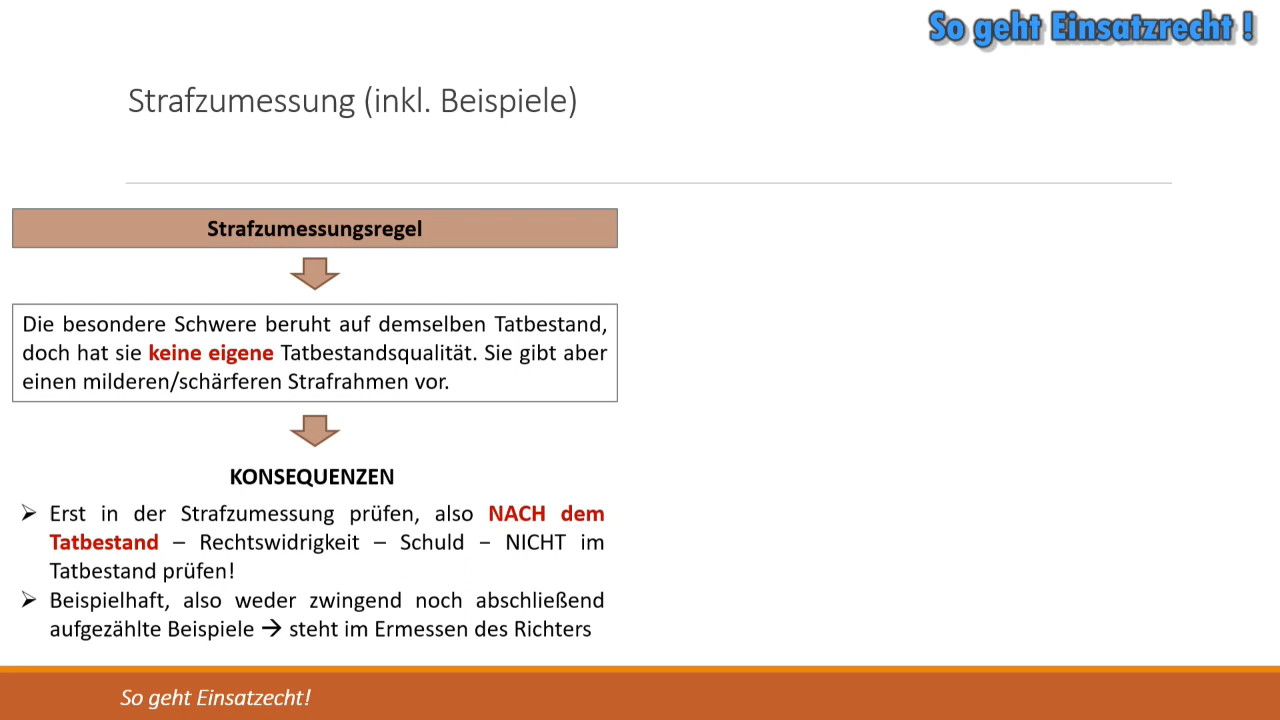 So geht Einsatzrecht !
Strafzumessung (inkl. Beispiele)
Strafzumessungsregel
Die besondere Schwere beruht auf demselben Tatbestand,
doch hat sie keine eigene Tatbestandsqualität. Sie gibt aber
einen milderen/schärferen Strafrahmen vor.
KONSEQUENZEN
➢ Erst in der Strafzumessung prüfen, also NACH dem
Tatbestand – Rechtswidrigkeit – Schuld – NICHT im
Tatbestand prüfen!
➢ Beispielhaft, also weder zwingend noch abschließend
aufgezählte Beispiele → steht im Ermessen des Richters
So geht Einsatzecht!